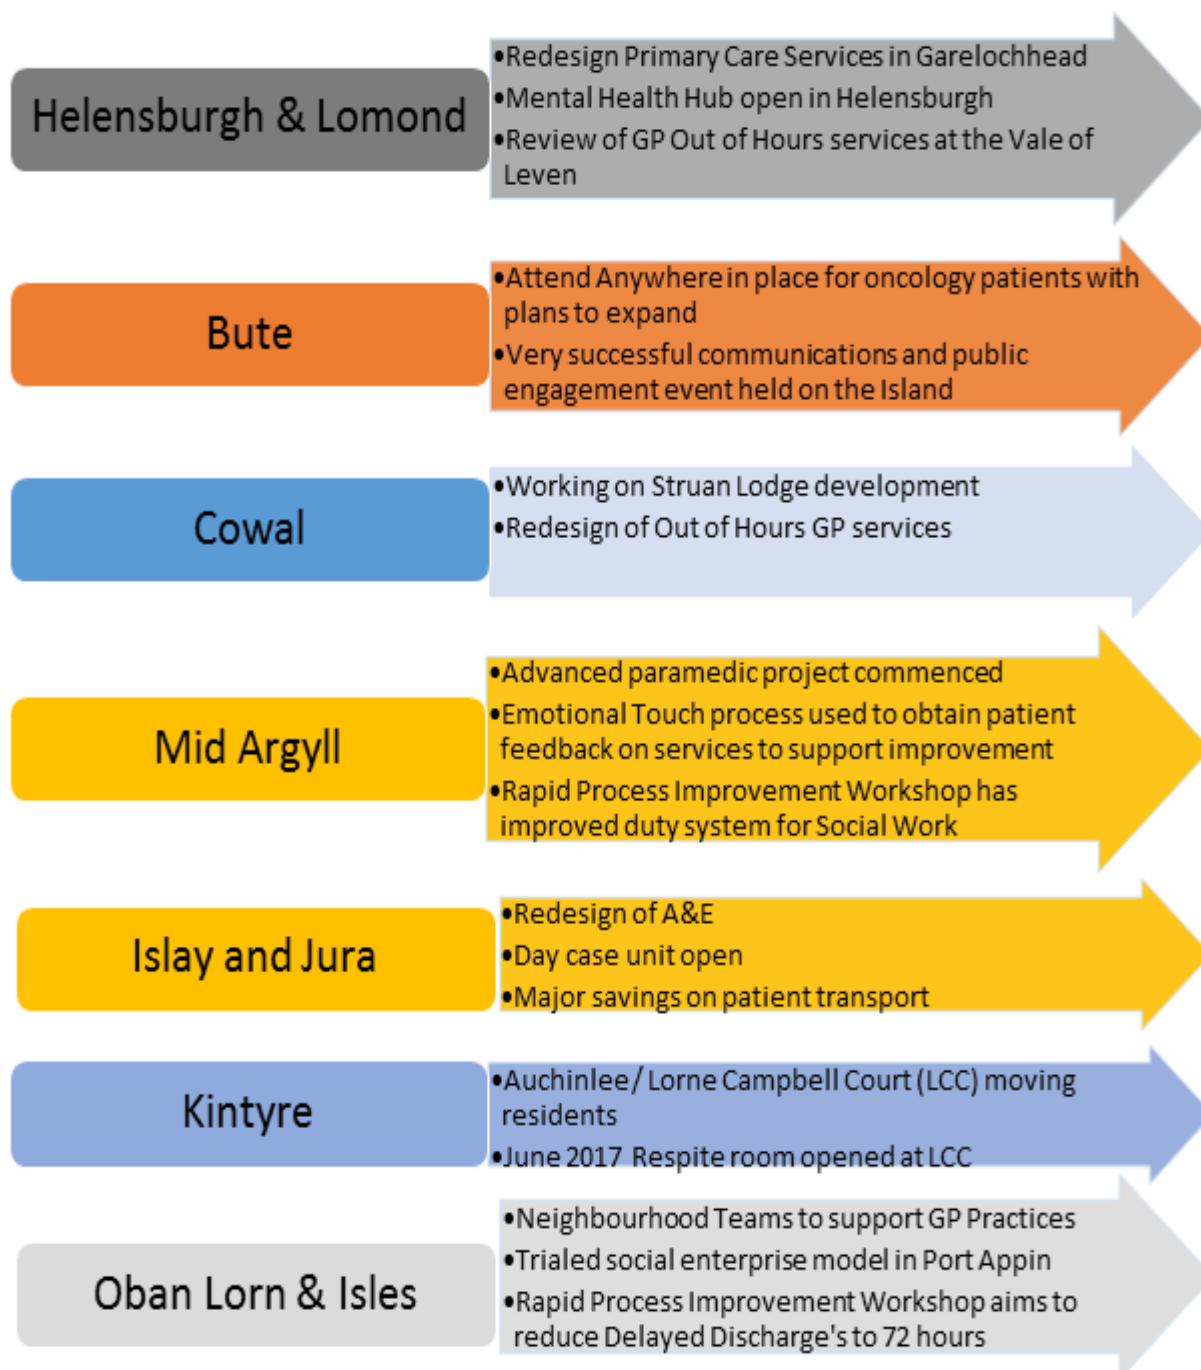 Helensburgh & Lomond
•Redesign Primary Care Services in Garelochhead
•Mental Health Hub open in Helensburgh
•Review of GP Out of Hours services at the Vale of
Leven
Bute
•Attend Anywhere in place for oncology patients with
plans to expand
•Very successful communications and public
engagement event held on the Island
Cowal
•Working on Struan Lodge development
•Redesign of Out of Hours GP services
Mid Argyll
•Advanced paramedic project commenced
•Emotional Touch process used to obtain patient
feedback on services to support improvement
•Rapid Process Improvement Workshop has
improved duty system for Social Work
Islay and Jura
•Redesign of A&E
•Day case unit open
•Major savings on patient transport
Kintyre
•Auchinlee/ Lorne Campbell Court (LCC) moving
residents
•June 2017 Respite room opened at LCC
Oban Lorn & Isles
•Neighbourhood Teams to support GP Practices
•Trialed social enterprise model in Port Appin
•Rapid Process Improvement Workshop aims to
reduce Delayed Discharge's to 72 hours